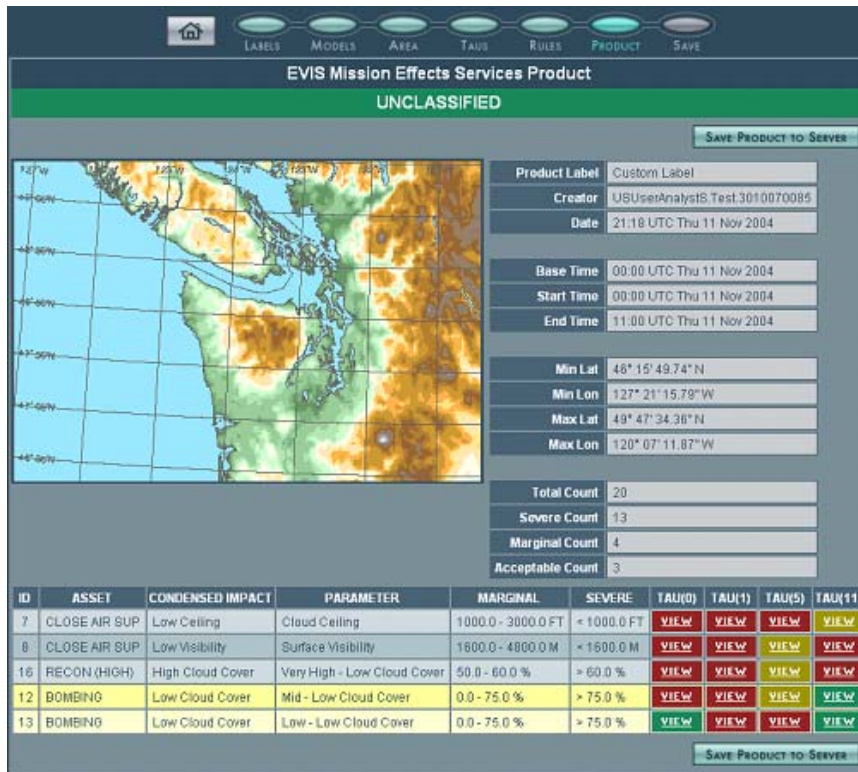 LABELS MODELS AREA TAUS RULES PRODUCT SAVE
EVIS Mission Effects Services Product
UNCLASSIFIED
SAVE PRODUCT TO SERVER
Product Label Custom Label
Creator USUserAnalystS.Test.3010070085
Date 21:18 UTC Thu 11 Nov 2004
Base Time 00:00 UTC Thu 11 Nov 2004
Start Time 00:00 UTC Thu 11 Nov 2004
End Time 11:00 UTC Thu 11 Nov 2004
Min Lat 46° 15' 49.74" N
Min Lon 127° 21' 15.79" W
Max Lat 49° 47' 34.36" N
Max Lon 120° 07' 11.87" W
Total Count 20
Severe Count 13
Marginal Count 4
Acceptable Count 3
ID ASSET CONDENSED IMPACT PARAMETER MARGINAL SEVERE TAU(0) TAU(1) TAU(5) TAU(11
7 CLOSE AIR SUP Low Ceiling Cloud Ceiling 1000.0 - 3000.0 FT < 1000.0 FT VIEW VIEW VIEW VIEW
8 CLOSE AIR SUP Low Visibility Surface Visibility 1600.0 - 4800.0 M < 1600.0 M VIEW VIEW VIEW VIEW
16 RECON (HIGH) High Cloud Cover Very High - Low Cloud Cover 50.0 - 60.0 % > 60.0 % VIEW VIEW VIEW VIEW
12 BOMBING Low Cloud Cover Mid - Low Cloud Cover 0.0 - 75.0 % > 75.0 % VIEW VIEW VIEW VIEW
13 BOMBING Low Cloud Cover Low - Low Cloud Cover 0.0 - 75.0 % > 75.0 % VIEW VIEW VIEW VIEW
SAVE PRODUCT TO SERVER